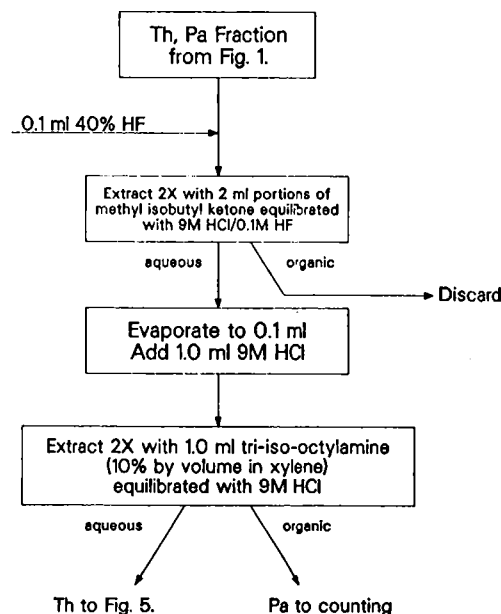 Th, Pa Fraction
from Fig. 1.
0.1 ml 40% HF
Extract 2X with 2 ml portions of
methyl isobutyl ketone equilibrated
with 9M HCl/0.1M HF
aqueous organic
Discard
Evaporate to 0.1 ml
Add 1.0 ml 9M HCl
Extract 2X with 1.0 ml tri-iso-octylamine
(10% by volume in xylene)
equilibrated with 9M HCl
aqueous organic
Th to Fig. 5. Pa to counting